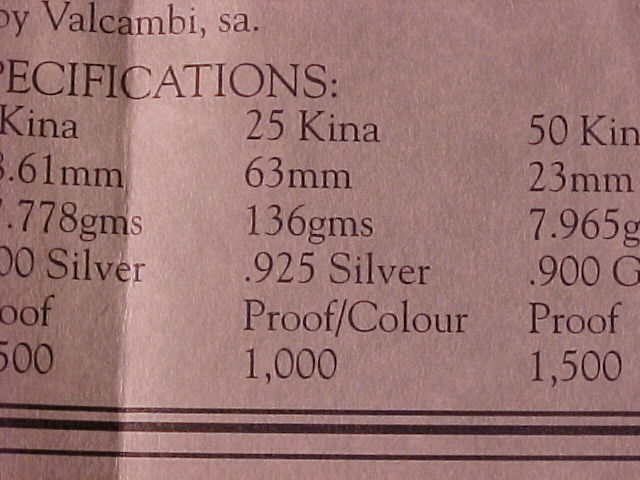 by Valcambi, sa.
PECIFICATIONS:
Kina 25 Kina 50 Kin
.61mm 63mm 23mm
.778gms 136gms 7.965g
00 Silver .925 Silver .900 G
oof Proof/Colour Proof
500 1,000 1,500